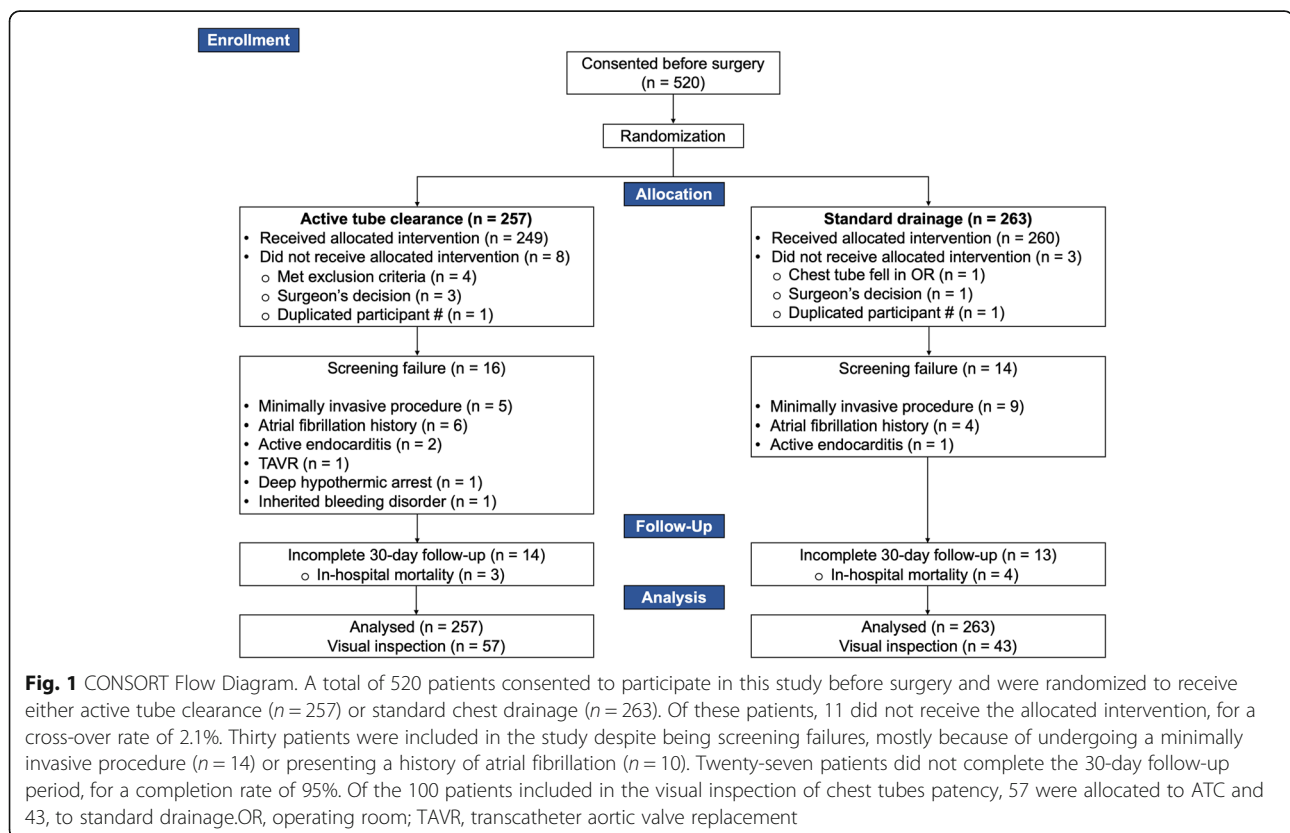 Enrollment
Consented before surgery
(n = 520)
Randomization
Allocation
Active tube clearance (n = 257)
• Received allocated intervention (n = 249)
• Did not receive allocated intervention (n = 8)
o Met exclusion criteria (n = 4)
o Surgeon's decision (n = 3)
o Duplicated participant # (n = 1)
Standard drainage (n = 263)
• Received allocated intervention (n = 260)
• Did not receive allocated intervention (n = 3)
o Chest tube fell in OR (n = 1)
o Surgeon's decision (n = 1)
o Duplicated participant # (n = 1)
Screening failure (n = 16)
• Minimally invasive procedure (n = 5)
• Atrial fibrillation history (n = 6)
• Active endocarditis (n = 2)
• TAVR (n = 1)
• Deep hypothermic arrest (n = 1)
• Inherited bleeding disorder (n = 1)
Screening failure (n = 14)
• Minimally invasive procedure (n = 9)
• Atrial fibrillation history (n = 4)
• Active endocarditis (n = 1)
Follow-Up
Incomplete 30-day follow-up (n = 14)
o In-hospital mortality (n = 3)
Incomplete 30-day follow-up (n = 13)
o In-hospital mortality (n = 4)
Analysis
Analysed (n = 257)
Visual inspection (n = 57)
Analysed (n = 263)
Visual inspection (n = 43)
Fig. 1 CONSORT Flow Diagram. A total of 520 patients consented to participate in this study before surgery and were randomized to receive
either active tube clearance (n = 257) or standard chest drainage (n = 263). Of these patients, 11 did not receive the allocated intervention, for a
cross-over rate of 2.1%. Thirty patients were included in the study despite being screening failures, mostly because of undergoing a minimally
invasive procedure (n = 14) or presenting a history of atrial fibrillation (n = 10). Twenty-seven patients did not complete the 30-day follow-up
period, for a completion rate of 95%. Of the 100 patients included in the visual inspection of chest tubes patency, 57 were allocated to ATC and
43, to standard drainage.OR, operating room; TAVR, transcatheter aortic valve replacement